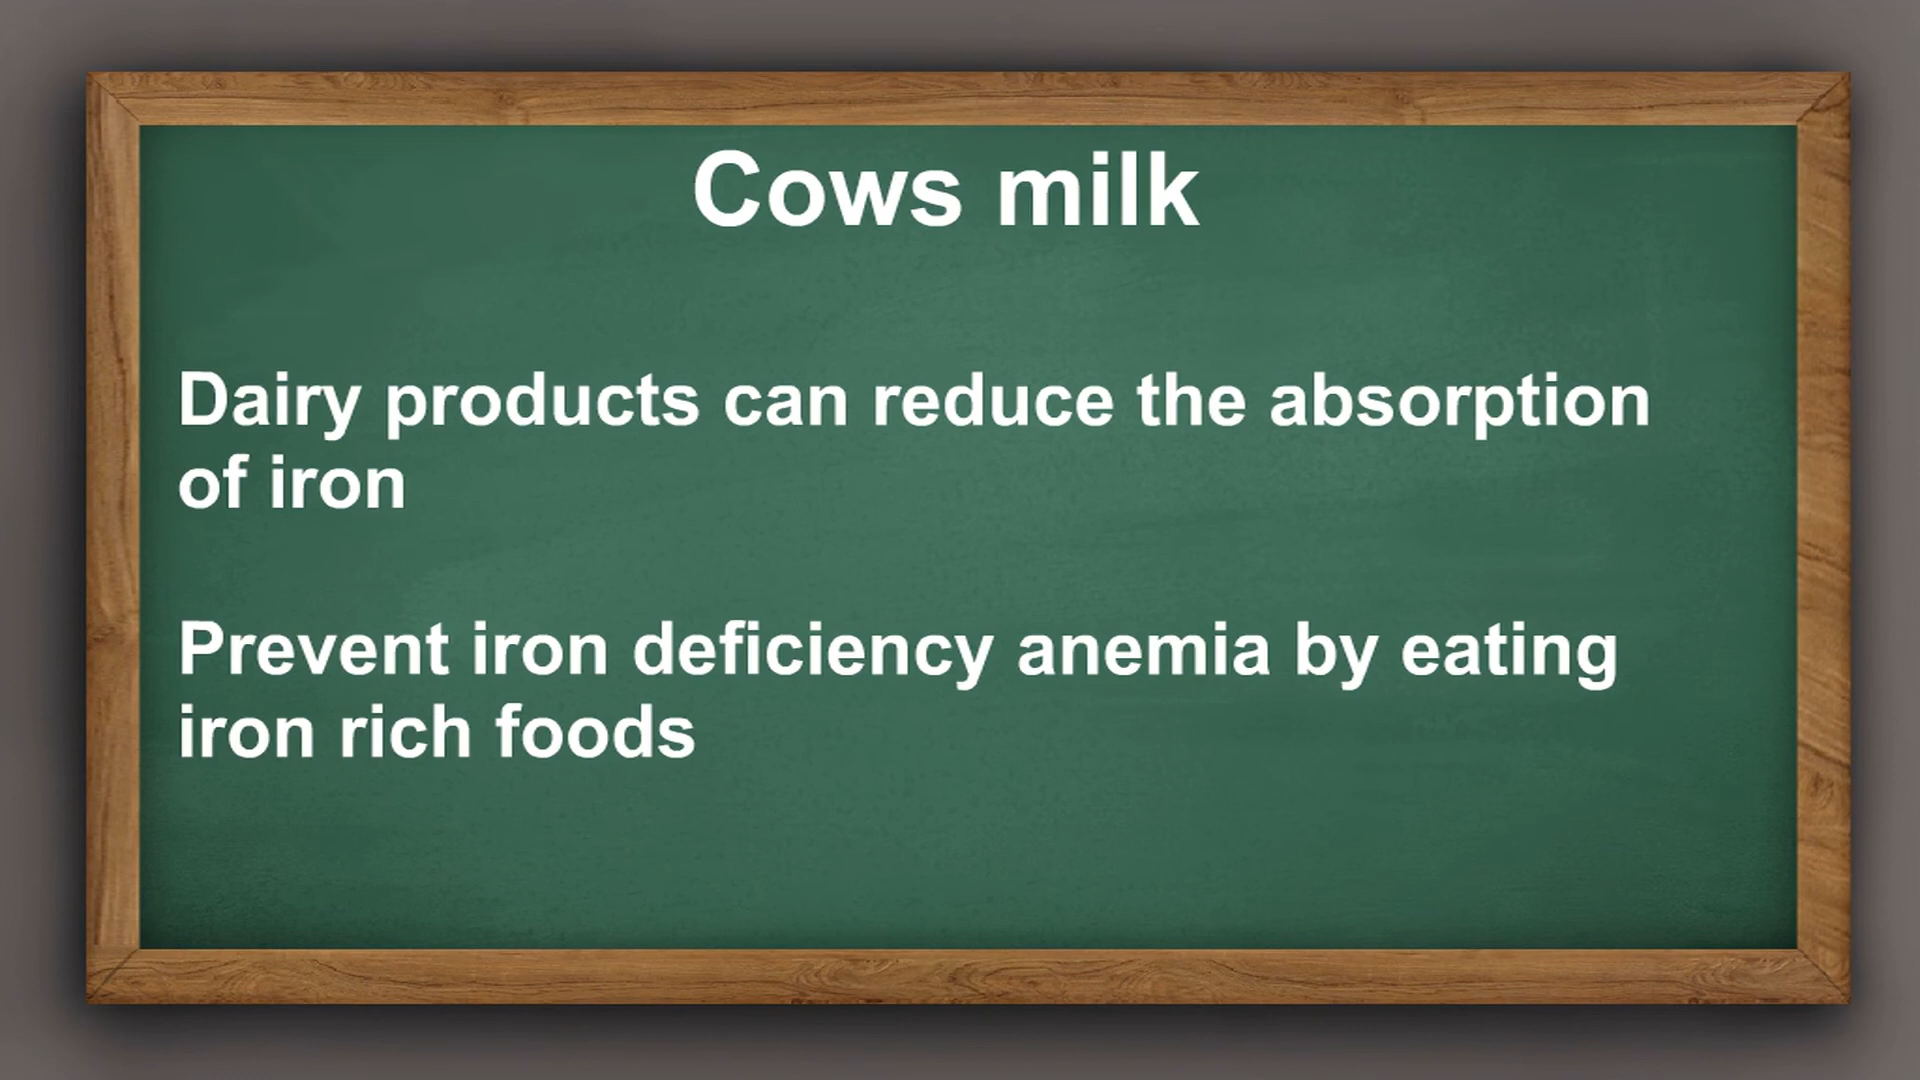 Cows milk
Dairy products can reduce the absorption
of iron
Prevent iron deficiency anemia by eating
iron rich foods